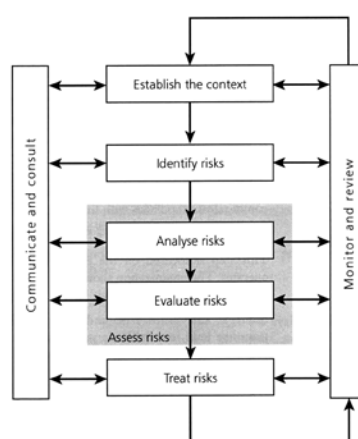 Communicate and consult
Establish the context
Identify risks
Analyse risks
Evaluate risks
Assess risks
Treat risks
Monitor and review